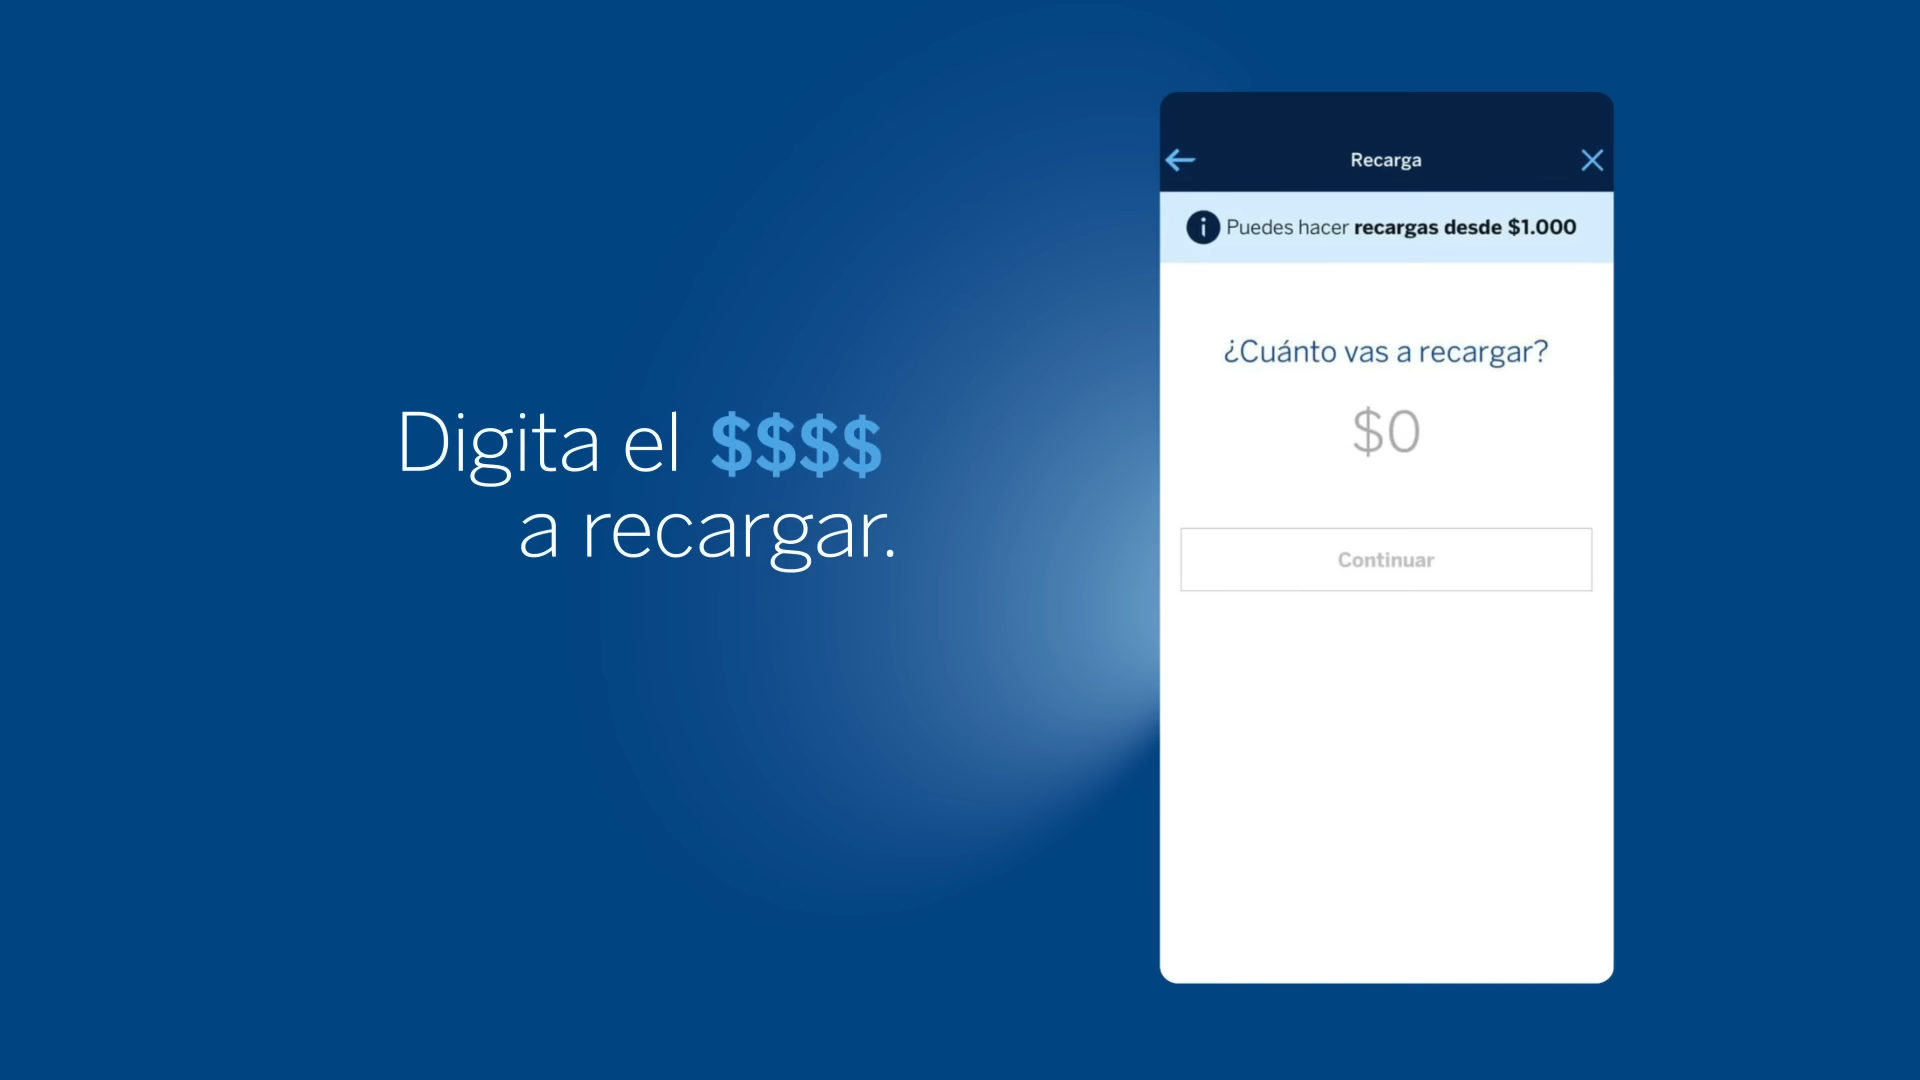 Digita el $$$$
a recargar.
Recarga
Puedes hacer recargas desde $1.000
¿Cuánto vas a recargar?
$0
Continuar